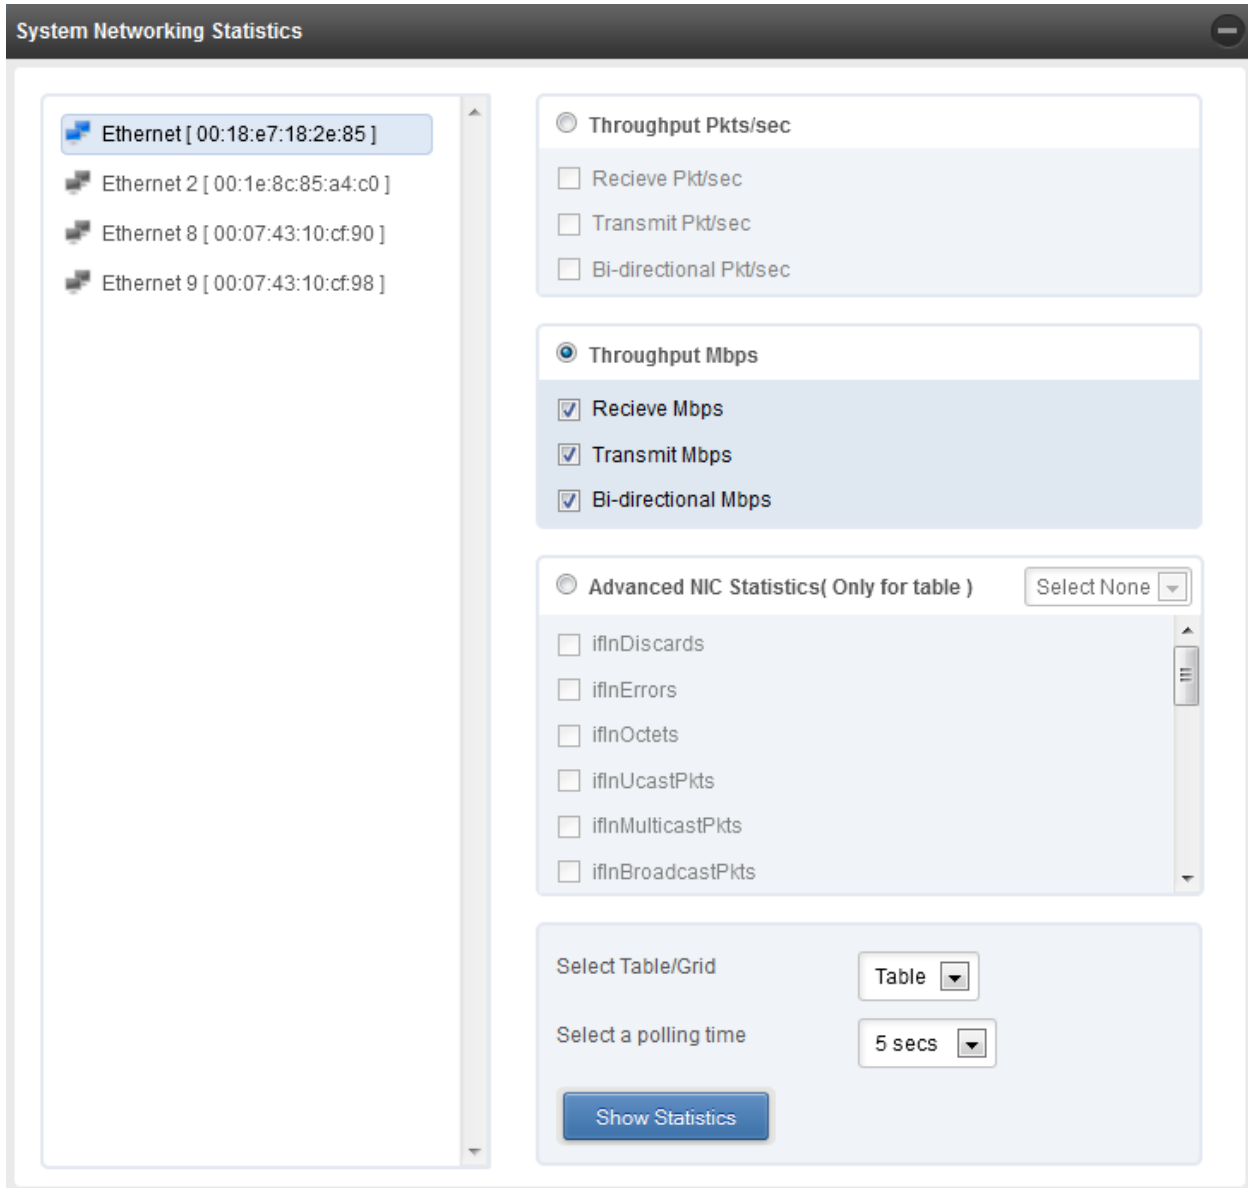 System Networking Statistics
Ethernet [ 00:18:e7:18:2e:85 ]
Ethernet 2 [ 00:1e:8c:85:a4:c0 ]
Ethernet 8 [ 00:07:43:10:cf:90 ]
Ethernet 9 [ 00:07:43:10:cf:98 ]
Throughput Pkts/sec
Recieve Pkt/sec
Transmit Pkt/sec
Bi-directional Pkt/sec
Throughput Mbps
Recieve Mbps
Transmit Mbps
Bi-directional Mbps
Advanced NIC Statistics( Only for table ) Select None
ifInDiscards
ifInErrors
ifInOctets
ifInUcastPkts
ifInMulticastPkts
ifInBroadcastPkts
Select Table/Grid Table
Select a polling time 5 secs
Show Statistics